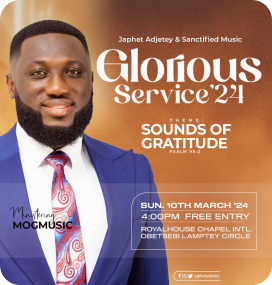 Japhet Adjetey & Sanctified Music
Glorious
Service'24
THEME:
SOUNDS OF
GRATITUDE
PSALM 95:2
Ministering
MOGMUSIC
SUN. 10TH MARCH '24
4:00PM FREE ENTRY
ROYALHOUSE CHAPEL INTL.
OBETSEBI LAMPTEY CIRCLE